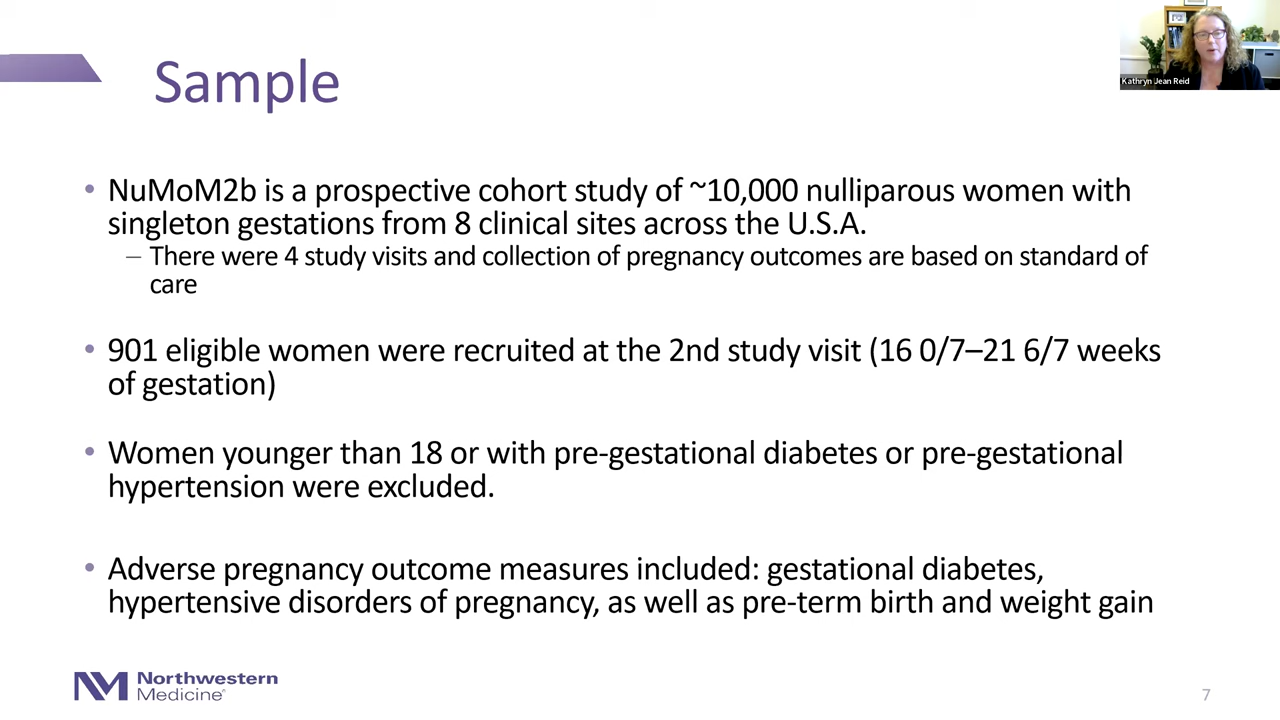 Sample
Kathryn Jean Reid
• NuMoM2b is a prospective cohort study of ~10,000 nulliparous women with
singleton gestations from 8 clinical sites across the U.S.A.
– There were 4 study visits and collection of pregnancy outcomes are based on standard of
care
• 901 eligible women were recruited at the 2nd study visit (16 0/7–21 6/7 weeks
of gestation)
• Women younger than 18 or with pre-gestational diabetes or pre-gestational
hypertension were excluded.
• Adverse pregnancy outcome measures included: gestational diabetes,
hypertensive disorders of pregnancy, as well as pre-term birth and weight gain
NM Northwestern
Medicine®
7